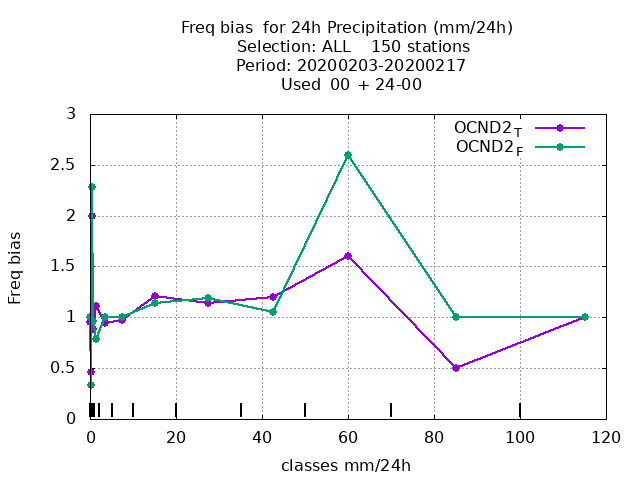 Freq bias  for 24h Precipitation (mm/24h)
Selection: ALL    150 stations
Period: 20200203-20200217
Used  00 + 24-00
OCND2_T
OCND2_F
3
2.5
2
1.5
1
0.5
0
Freq bias
0 20 40 60 80 100 120
classes mm/24h